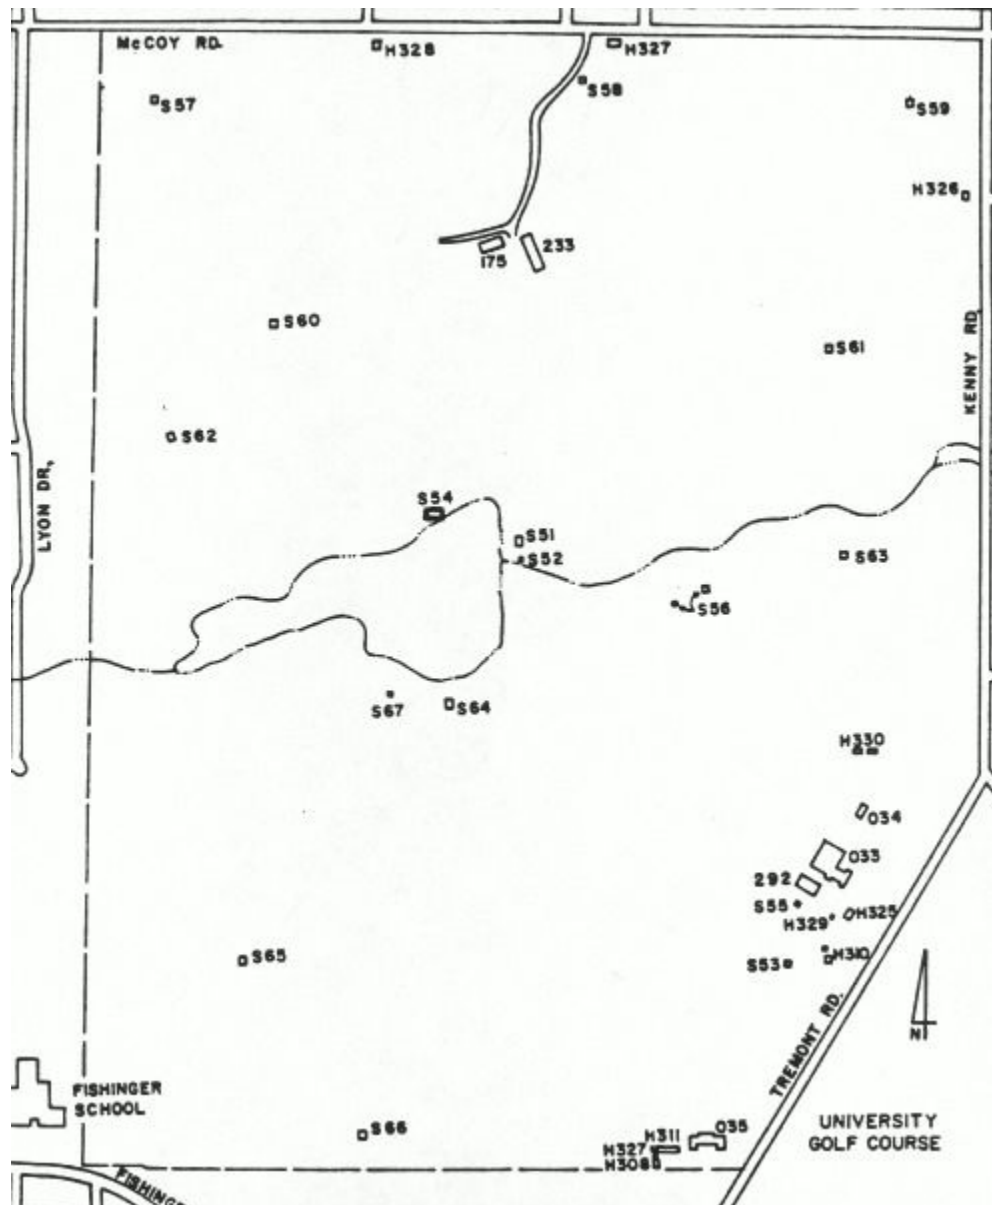 McCOY RD.
H328
H327
S58
S57
S59
H326
233
175
S60
S61
KENNY RD.
S62
LYON DR.,
S54
S51
S52
S63
S56
S67
S64
H330
034
033
292
S55
H325
H329
H310
S53
S65
N
TREMONT RD.
FISHINGER
SCHOOL
UNIVERSITY
GOLF COURSE
S66
H311
035
H327
H308
FISHINGE